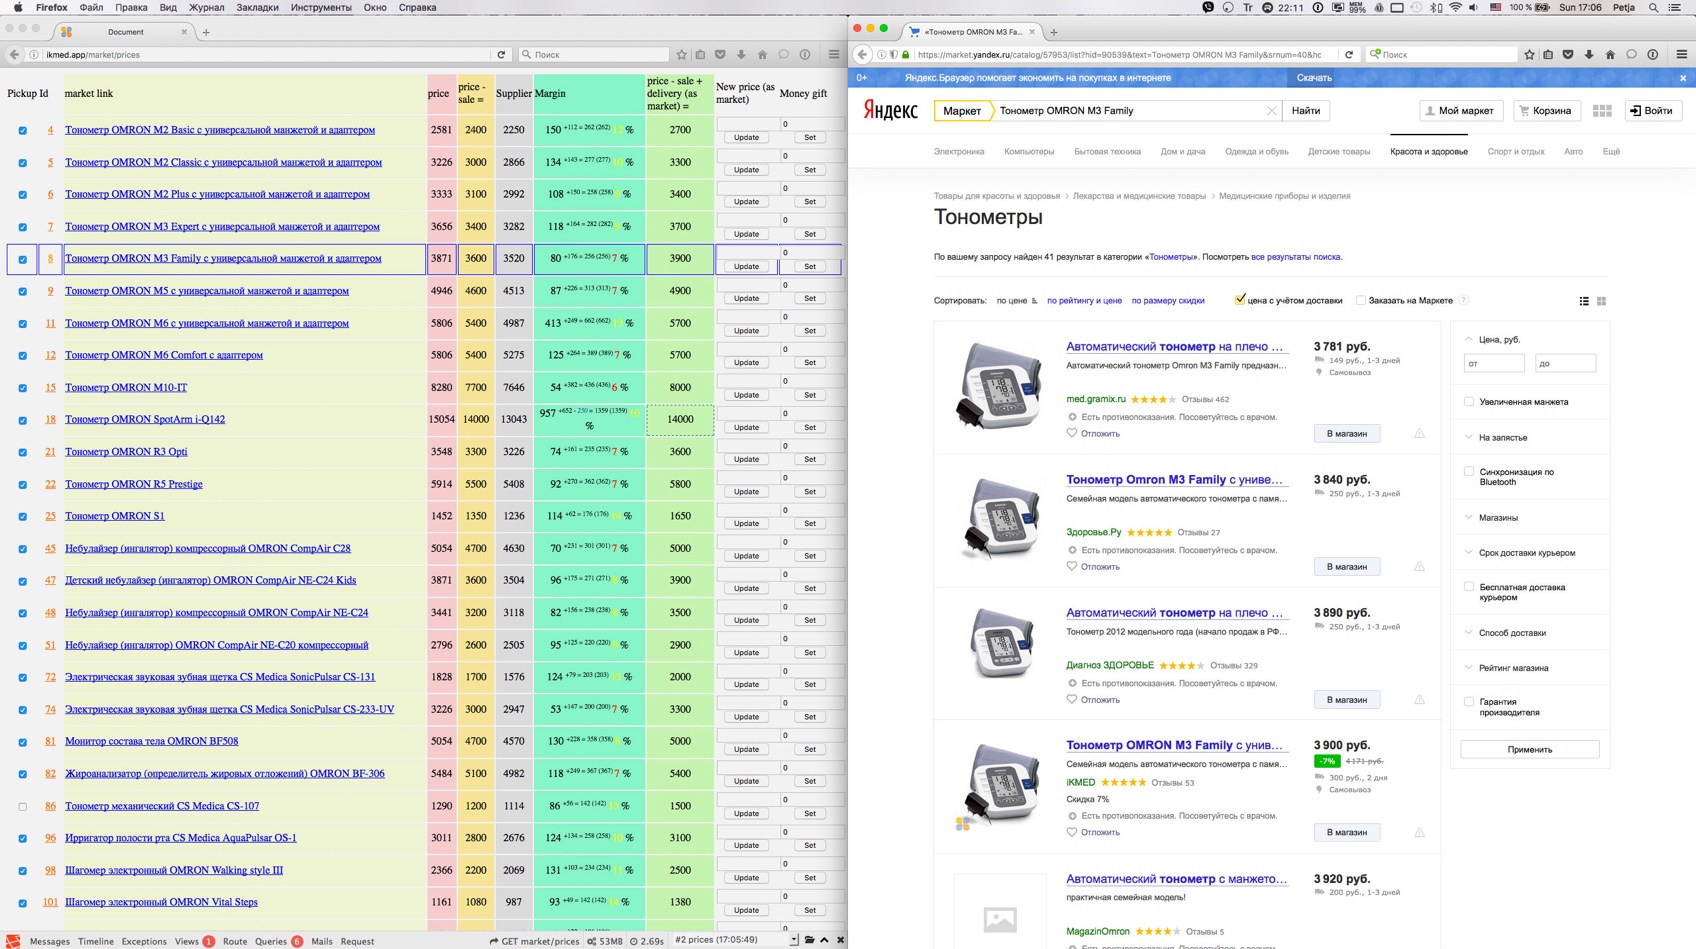 Firefox Файл Правка Вид Журнал Закладки Инструменты Окно Справка
22:11 MEM 99% 100 % Sun 17:06 Petja
Document
«Тонометр OMRON M3 Fa...
ikmed.app/market/prices
Поиск
https://market.yandex.ru/catalog/57953/list?hid=90539&text=Тонометр OMRON M3 Family&srnum=40&hc
Поиск
Pickup Id market link price price - sale = Supplier Margin price - sale + delivery (as market) = New price (as market) Money gift
4 Тонометр OMRON M2 Basic с универсальной манжетой и адаптером 2581 2400 2250 150 +112 = 262 (262) % 2700 Update 0 Set
5 Тонометр OMRON M2 Classic с универсальной манжетой и адаптером 3226 3000 2866 134 +143 = 277 (277) % 3300 Update 0 Set
6 Тонометр OMRON M2 Plus с универсальной манжетой и адаптером 3333 3100 2992 108 +150 = 258 (258) % 3400 Update 0 Set
7 Тонометр OMRON M3 Expert с универсальной манжетой и адаптером 3656 3400 3282 118 +164 = 282 (282) % 3700 Update 0 Set
8 Тонометр OMRON M3 Family с универсальной манжетой и адаптером 3871 3600 3520 80 +176 = 256 (256) 7 % 3900 Update 0 Set
9 Тонометр OMRON M5 с универсальной манжетой и адаптером 4946 4600 4513 87 +226 = 313 (313) 7 % 4900 Update 0 Set
11 Тонометр OMRON M6 с универсальной манжетой и адаптером 5806 5400 4987 413 +249 = 662 (662) % 5700 Update 0 Set
12 Тонометр OMRON M6 Comfort с адаптером 5806 5400 5275 125 +264 = 389 (389) 7 % 5700 Update 0 Set
15 Тонометр OMRON M10-IT 8280 7700 7646 54 +382 = 436 (436) 6 % 8000 Update 0 Set
18 Тонометр OMRON SpotArm i-Q142 15054 14000 13043 957 +652 - 250 = 1359 (1359) 10 % 14000 Update 0 Set
21 Тонометр OMRON R3 Opti 3548 3300 3226 74 +161 = 235 (235) 7 % 3600 Update 0 Set
22 Тонометр OMRON R5 Prestige 5914 5500 5408 92 +270 = 362 (362) 7 % 5800 Update 0 Set
25 Тонометр OMRON S1 1452 1350 1236 114 +62 = 176 (176) % 1650 Update 0 Set
45 Небулайзер (ингалятор) компрессорный OMRON CompAir C28 5054 4700 4630 70 +231 = 301 (301) 7 % 5000 Update 0 Set
47 Детский небулайзер (ингалятор) OMRON CompAir NE-C24 Kids 3871 3600 3504 96 +175 = 271 (271) % 3900 Update 0 Set
48 Небулайзер (ингалятор) компрессорный OMRON CompAir NE-C24 3441 3200 3118 82 +156 = 238 (238) % 3500 Update 0 Set
51 Небулайзер (ингалятор) OMRON CompAir NE-C20 компрессорный 2796 2600 2505 95 +125 = 220 (220) % 2900 Update 0 Set
72 Электрическая звуковая зубная щетка CS Medica SonicPulsar CS-131 1828 1700 1576 124 +79 = 203 (203) % 2000 Update 0 Set
74 Электрическая звуковая зубная щетка CS Medica SonicPulsar CS-233-UV 3226 3000 2947 53 +147 = 200 (200) 7 % 3300 Update 0 Set
81 Монитор состава тела OMRON BF508 5054 4700 4570 130 +228 = 358 (358) % 5000 Update 0 Set
82 Жироанализатор (определитель жировых отложений) OMRON BF-306 5484 5100 4982 118 +249 = 367 (367) 7 % 5400 Update 0 Set
86 Тонометр механический CS Medica CS-107 1290 1200 1114 86 +56 = 142 (142) % 1500 Update 0 Set
96 Ирригатор полости рта CS Medica AquaPulsar OS-1 3011 2800 2676 124 +134 = 258 (258) % 3100 Update 0 Set
98 Шагомер электронный OMRON Walking style III 2366 2200 2069 131 +103 = 234 (234) % 2500 Update 0 Set
101 Шагомер электронный OMRON Vital Steps 1161 1080 987 93 +49 = 142 (142) % 1380 Update 0 Set
Messages Timeline Exceptions Views 1 Route Queries 6 Mails Request GET market/prices 53MB 2.69s #2 prices (17:05:49)
0+ Яндекс.Браузер помогает экономить на покупках в интернете Скачать
Яндекс Маркет Тонометр OMRON M3 Family Найти Мой маркет Корзина Войти
Электроника Компьютеры Бытовая техника Дом и дача Одежда и обувь Детские товары Красота и здоровье Спорт и отдых Авто Ещё
Товары для красоты и здоровья Лекарства и медицинские товары Медицинские приборы и изделия
Тонометры
По вашему запросу найден 41 результат в категории «Тонометры». Посмотреть все результаты поиска.
Сортировать: по цене по рейтингу и цене по размеру скидки цена с учётом доставки Заказать на Маркете ?
Автоматический тонометр на плечо ...
Автоматический тонометр Omron M3 Family предназн...
med.gramix.ru Отзывы 462
Есть противопоказания. Посоветуйтесь с врачом.
Отложить
3 781 руб.
149 руб., 1-3 дней
Самовывоз
В магазин
Тонометр Omron M3 Family с униве...
Семейная модель автоматического тонометра с памя...
Здоровье.Ру Отзывы 27
Есть противопоказания. Посоветуйтесь с врачом.
Отложить
3 840 руб.
250 руб., 1-3 дней
В магазин
Автоматический тонометр на плечо ...
Тонометр 2012 модельного года (начало продаж в РФ...
Диагноз ЗДОРОВЬЕ Отзывы 329
Есть противопоказания. Посоветуйтесь с врачом.
Отложить
3 890 руб.
250 руб., 1-3 дней
В магазин
Тонометр OMRON M3 Family с унив...
Семейная модель автоматического тонометра с памя...
iKMED Отзывы 53
Скидка 7%
Есть противопоказания. Посоветуйтесь с врачом.
Отложить
3 900 руб.
-7% 4171 руб.
300 руб., 2 дня
Самовывоз
В магазин
Автоматический тонометр с манжето...
практичная семейная модель!
MagazinOmron Отзывы 5
Есть противопоказания. Посоветуйтесь с врачом.
3 920 руб.
200 руб., 1-3 дней
Цена, руб.
от до
Увеличенная манжета
На запястье
Синхронизация по Bluetooth
Магазины
Срок доставки курьером
Бесплатная доставка курьером
Способ доставки
Рейтинг магазина
Гарантия производителя
Применить